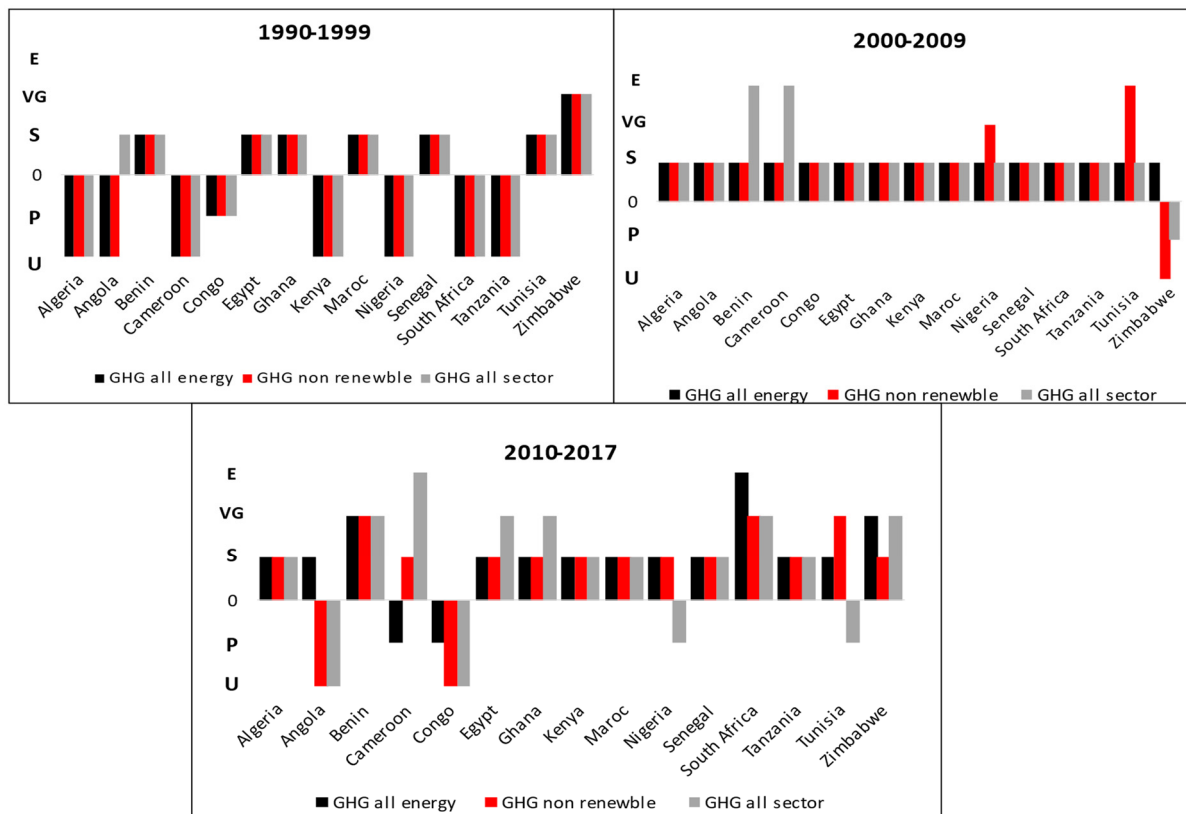 1990-1999
E
VG
S
0
P
U
Algeria
Angola
Benin
Cameroon
Congo
Egypt
Ghana
Kenya
Maroc
Nigeria
Senegal
South Africa
Tanzania
Tunisia
Zimbabwe
GHG all energy GHG non renewble GHG all sector
2000-2009
E
VG
S
0
P
U
Algeria
Angola
Benin
Cameroon
Congo
Egypt
Ghana
Kenya
Maroc
Nigeria
Senegal
South Africa
Tanzania
Tunisia
Zimbabwe
GHG all energy GHG non renewble GHG all sector
2010-2017
E
VG
S
0
P
U
Algeria
Angola
Benin
Cameroon
Congo
Egypt
Ghana
Kenya
Maroc
Nigeria
Senegal
South Africa
Tanzania
Tunisia
Zimbabwe
GHG all energy GHG non renewble GHG all sector